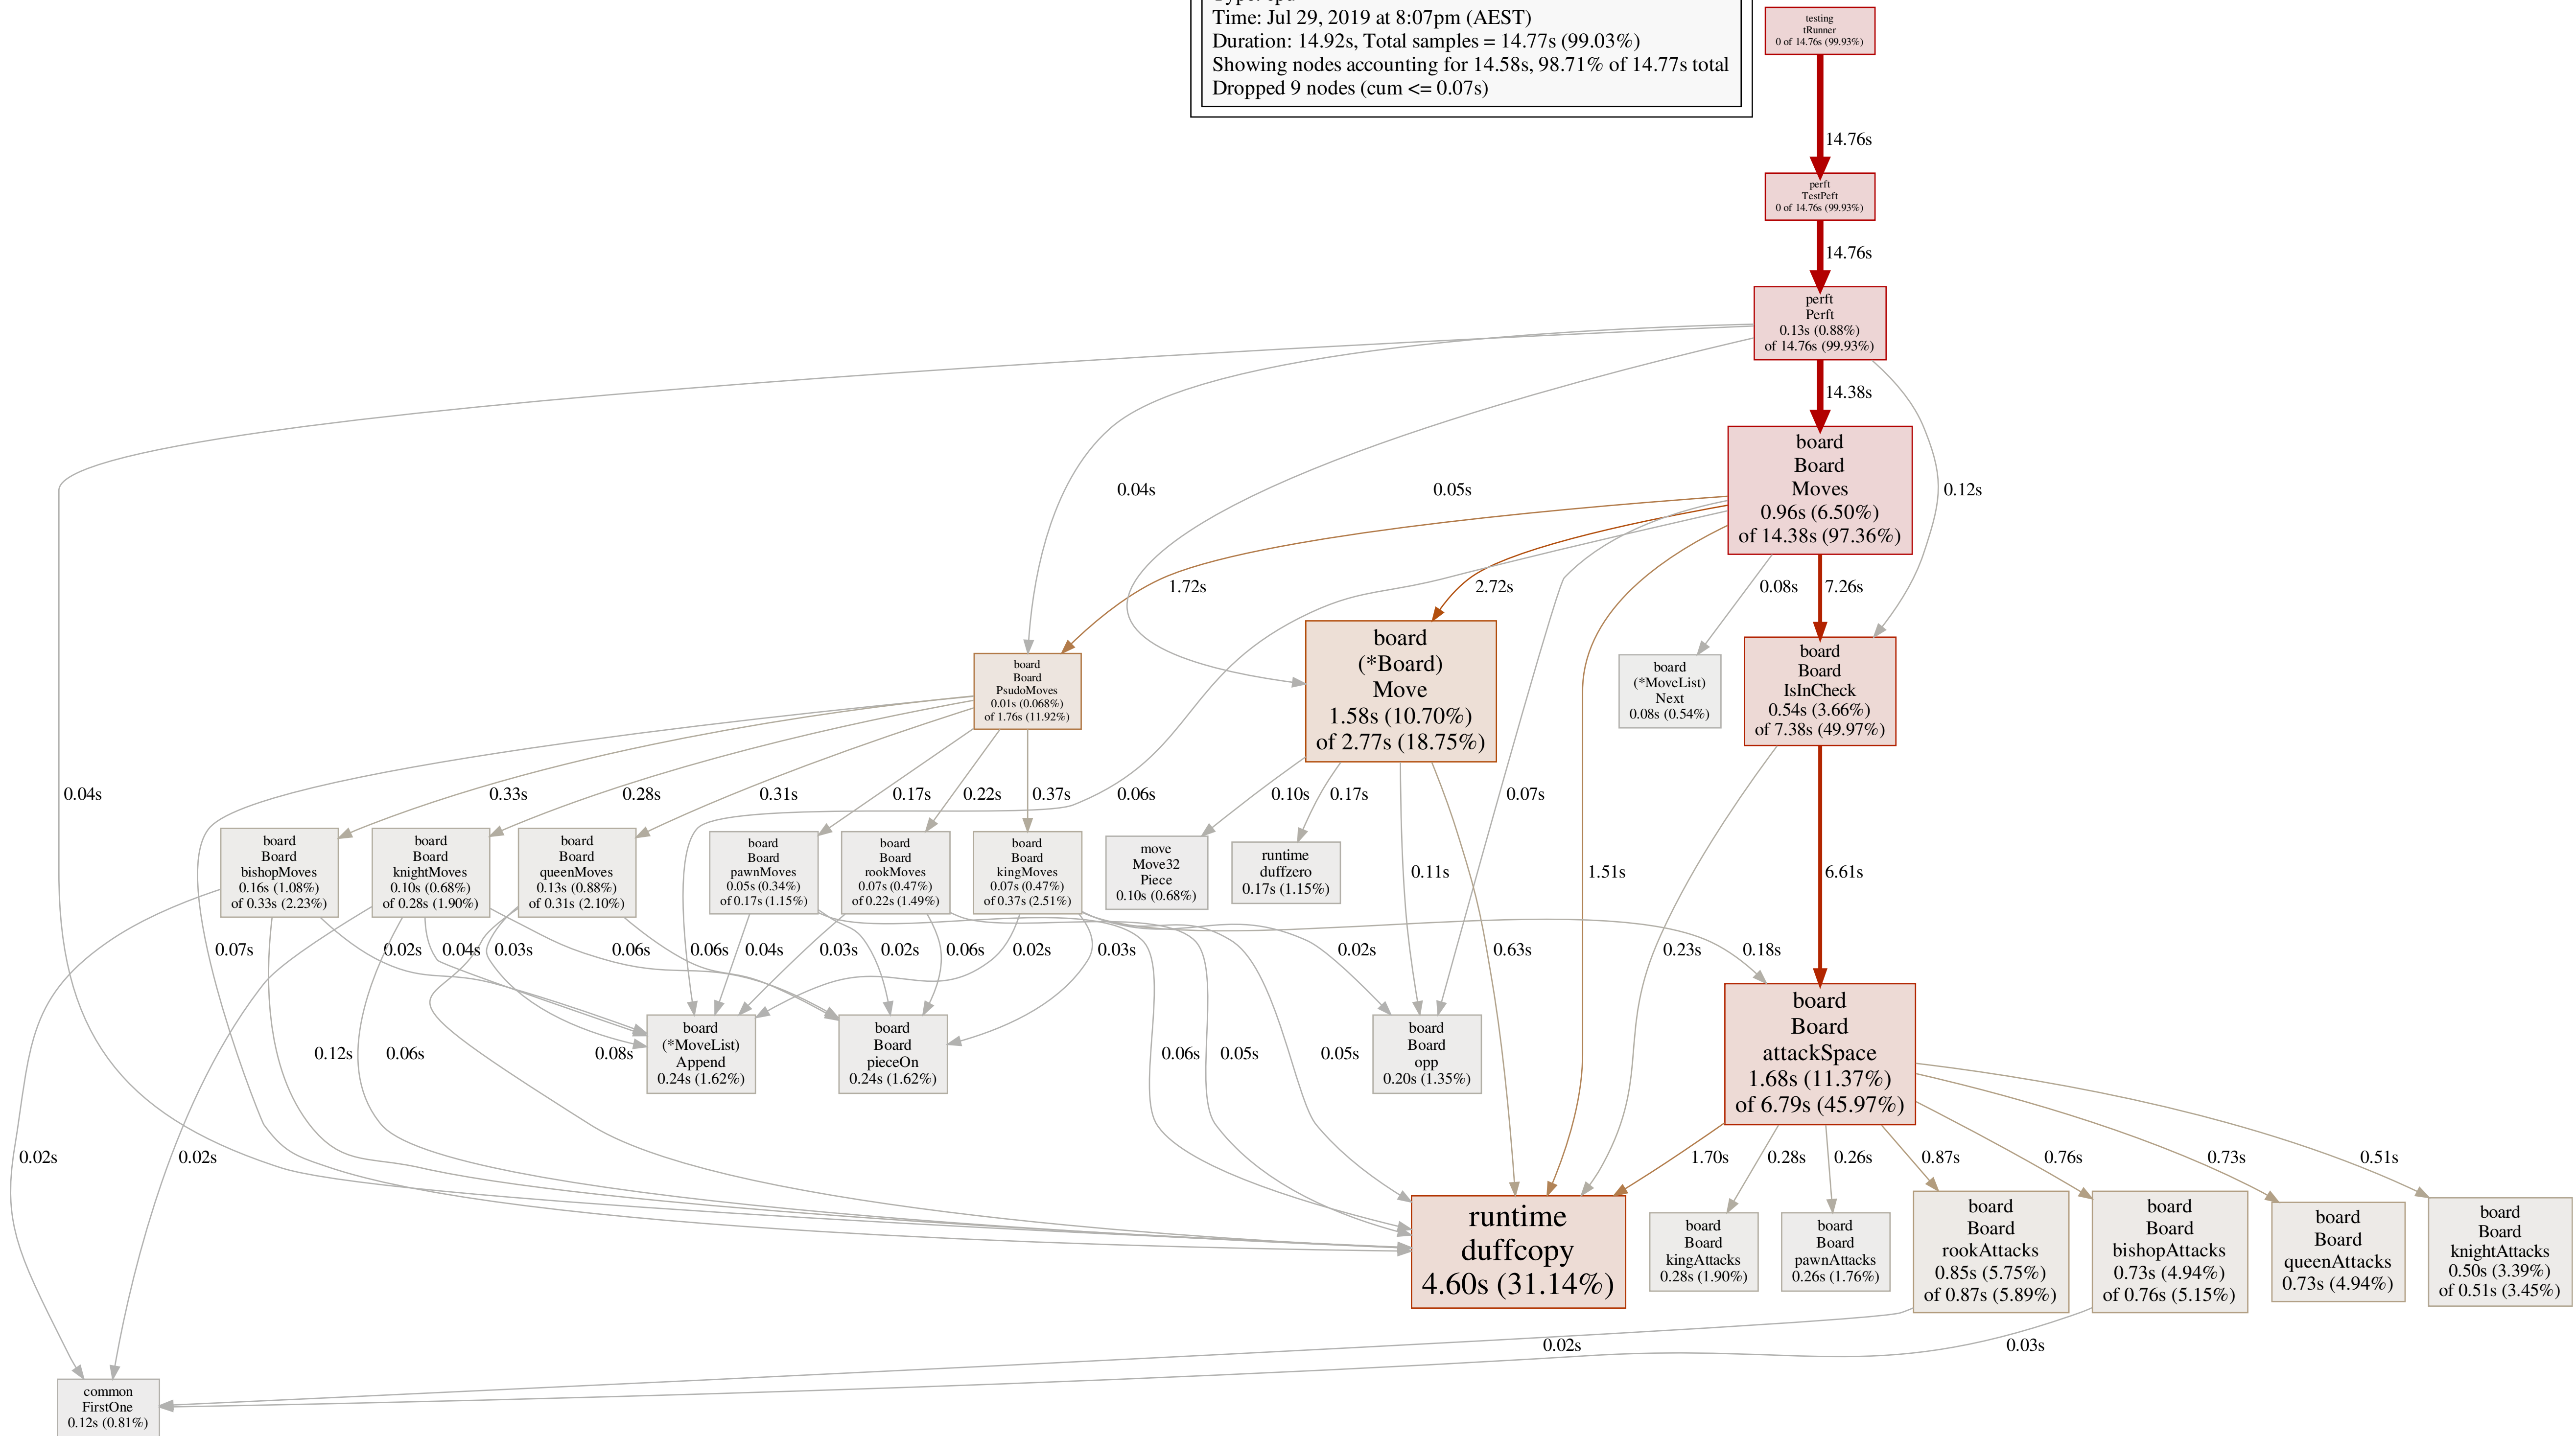 Type: cpu
Time: Jul 29, 2019 at 8:07pm (AEST)
Duration: 14.92s, Total samples = 14.77s (99.03%)
Showing nodes accounting for 14.58s, 98.71% of 14.77s total
Dropped 9 nodes (cum <= 0.07s)
testing
tRunner
0 of 14.76s (99.93%)
14.76s
perft
TestPeft
0 of 14.76s (99.93%)
14.76s
perft
Perft
0.13s (0.88%)
of 14.76s (99.93%)
14.38s
board
Board
Moves
0.96s (6.50%)
of 14.38s (97.36%)
0.04s
0.05s
0.12s
1.72s
2.72s
0.08s
7.26s
board
Board
PsudoMoves
0.01s (0.068%)
of 1.76s (11.92%)
board
(*Board)
Move
1.58s (10.70%)
of 2.77s (18.75%)
board
(*MoveList)
Next
0.08s (0.54%)
board
Board
IsInCheck
0.54s (3.66%)
of 7.38s (49.97%)
0.04s
0.33s
0.28s
0.31s
0.17s
0.22s
0.37s
0.06s
0.10s
0.17s
0.07s
board
Board
bishopMoves
0.16s (1.08%)
of 0.33s (2.23%)
board
Board
knightMoves
0.10s (0.68%)
of 0.28s (1.90%)
board
Board
queenMoves
0.13s (0.88%)
of 0.31s (2.10%)
board
Board
pawnMoves
0.05s (0.34%)
of 0.17s (1.15%)
board
Board
rookMoves
0.07s (0.47%)
of 0.22s (1.49%)
board
Board
kingMoves
0.07s (0.47%)
of 0.37s (2.51%)
move
Move32
Piece
0.10s (0.68%)
runtime
duffzero
0.17s (1.15%)
0.11s
1.51s
6.61s
0.07s
0.02s
0.04s
0.03s
0.06s
0.06s
0.04s
0.03s
0.02s
0.06s
0.02s
0.03s
0.02s
0.63s
0.23s
0.18s
board
(*MoveList)
Append
0.24s (1.62%)
board
Board
pieceOn
0.24s (1.62%)
board
Board
opp
0.20s (1.35%)
board
Board
attackSpace
1.68s (11.37%)
of 6.79s (45.97%)
0.12s
0.06s
0.08s
0.06s
0.05s
0.05s
0.02s
0.02s
1.70s
0.28s
0.26s
0.87s
0.76s
0.73s
0.51s
runtime
duffcopy
4.60s (31.14%)
board
Board
kingAttacks
0.28s (1.90%)
board
Board
pawnAttacks
0.26s (1.76%)
board
Board
rookAttacks
0.85s (5.75%)
of 0.87s (5.89%)
board
Board
bishopAttacks
0.73s (4.94%)
of 0.76s (5.15%)
board
Board
queenAttacks
0.73s (4.94%)
board
Board
knightAttacks
0.50s (3.39%)
of 0.51s (3.45%)
0.02s
0.03s
common
FirstOne
0.12s (0.81%)